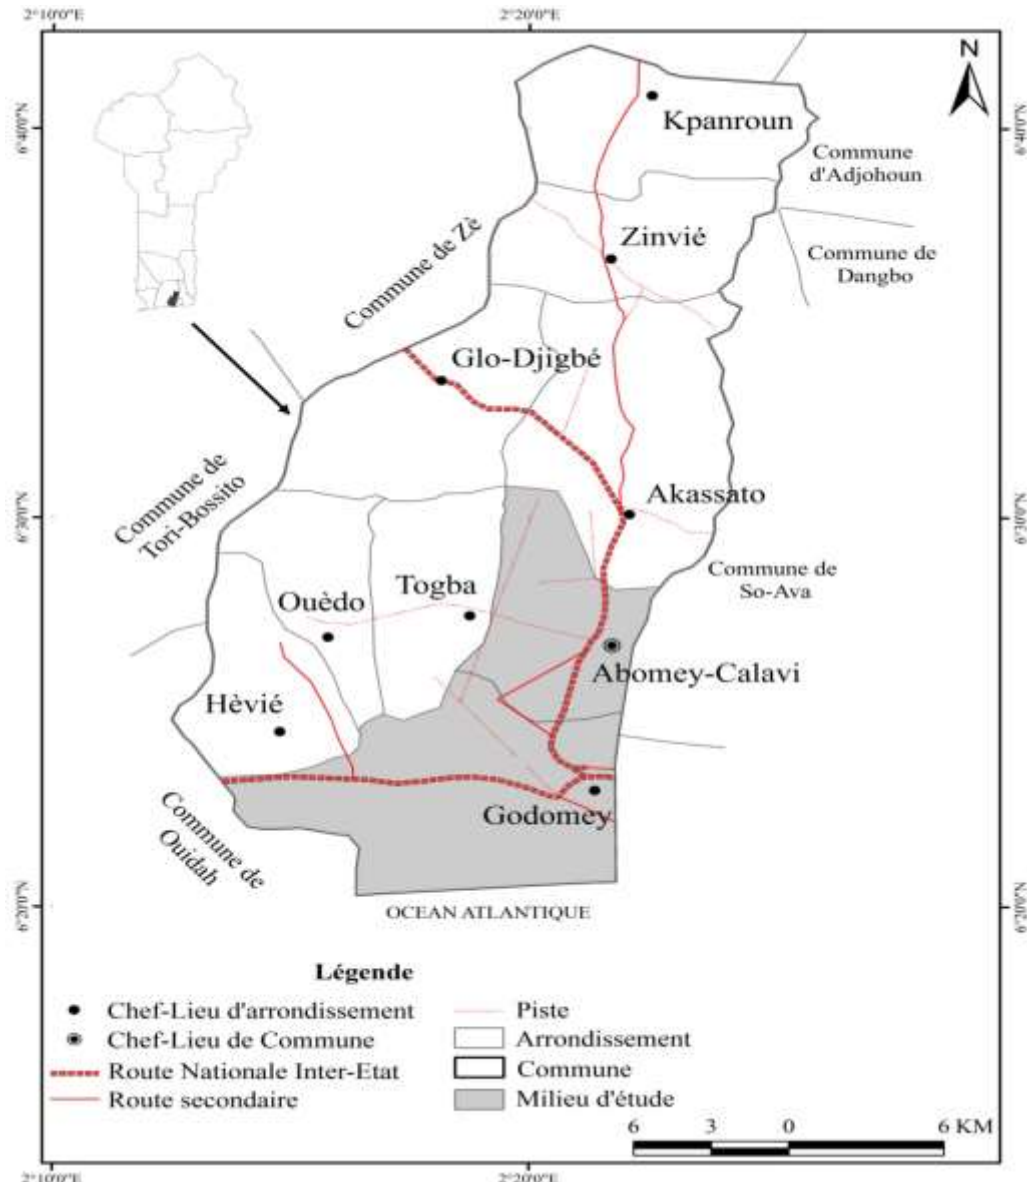 2°10'0"E
2°20'0"E
N
6°40'0"N
6°40'0"N
Kpanroun
Commune
d'Adjohoun
Zinvié
Commune de
Dangbo
Commune de Zè
Glo-Djigbé
Commune de
Tori-Bossito
Akassato
6°30'0"N
6°30'0"N
Commune de
So-Ava
Togba
Ouèdo
Abomey-Calavi
Hèvié
Godomey
Commune de
Ouidah
6°20'0"N
6°20'0"N
OCEAN ATLANTIQUE
Légende
Chef-Lieu d'arrondissement
Chef-Lieu de Commune
Route Nationale Inter-Etat
Route secondaire
Piste
Arrondissement
Commune
Milieu d'étude
6 3 0 6 KM
2°10'0"E
2°20'0"E